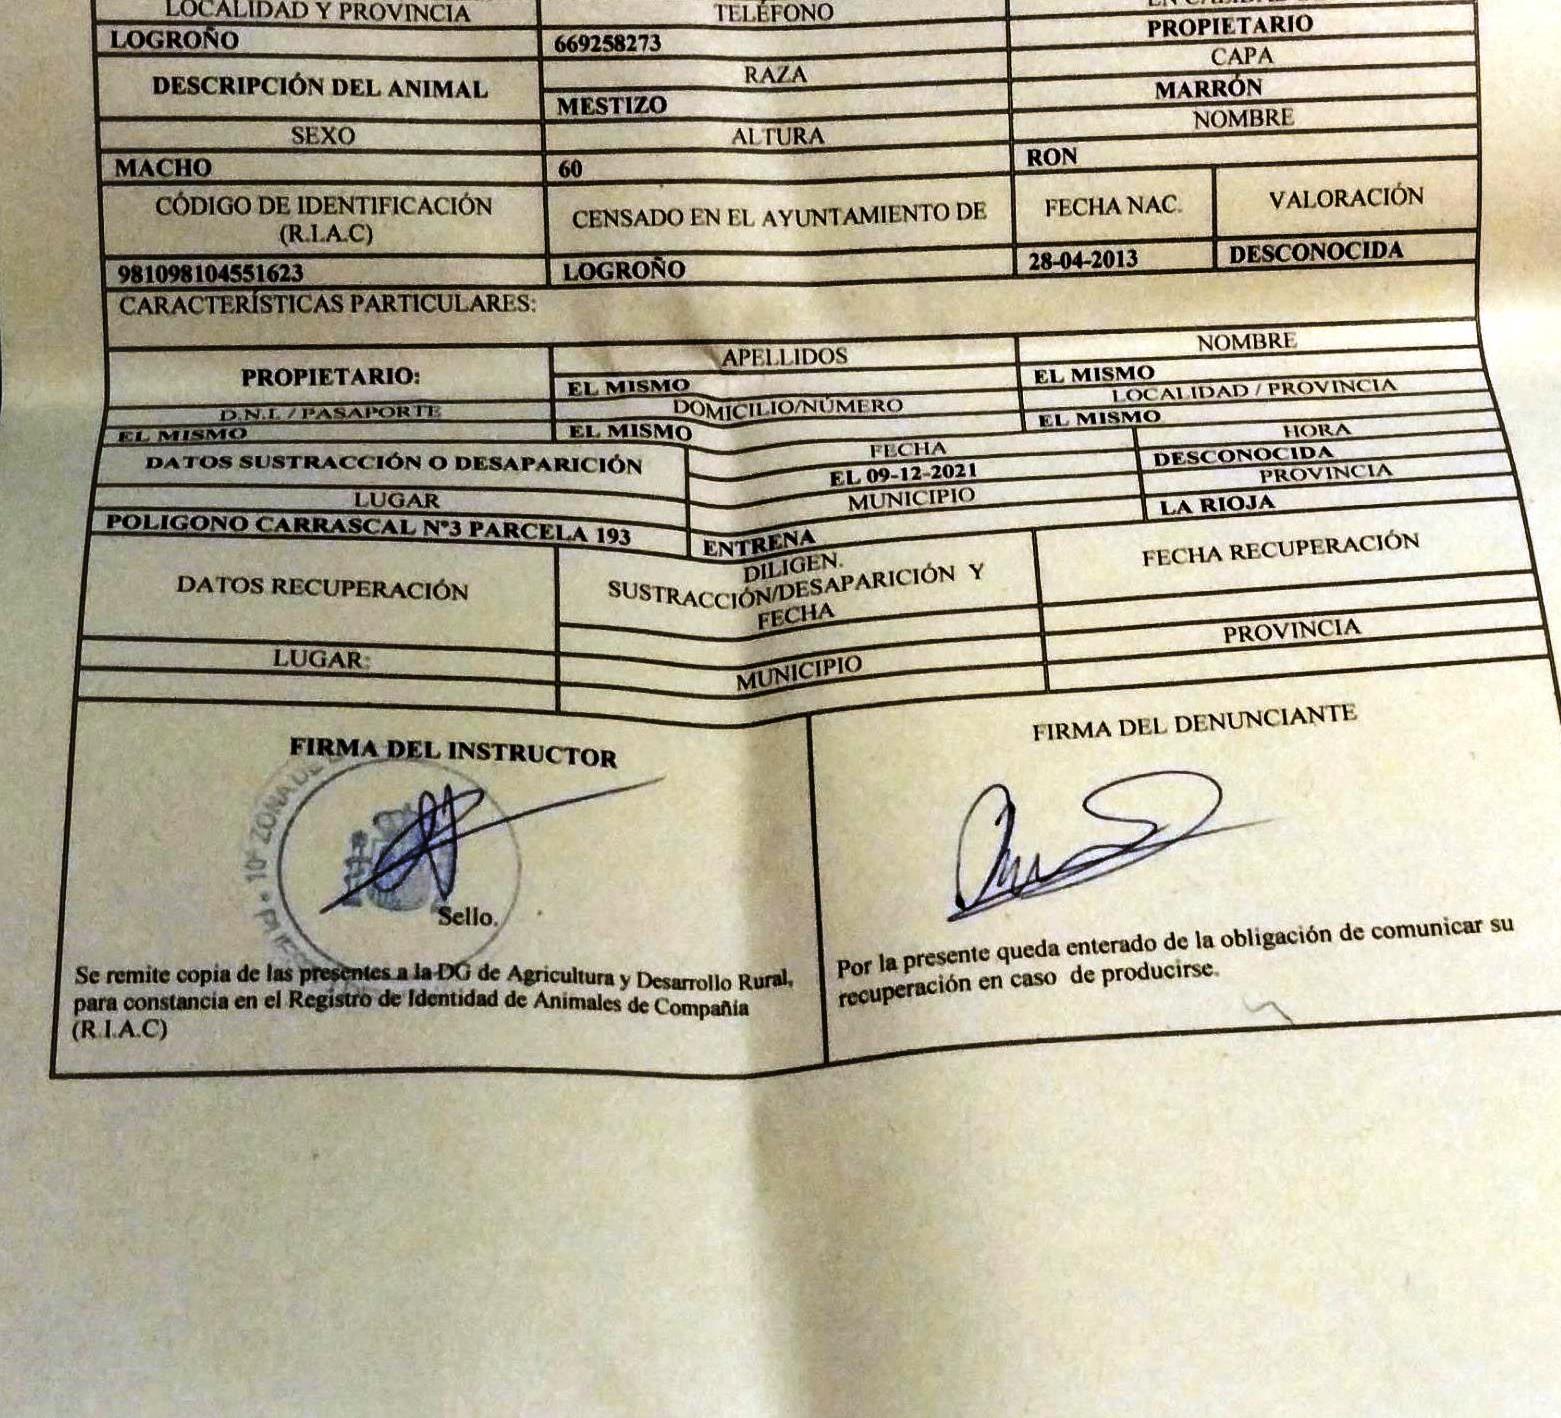 LOCALIDAD Y PROVINCIA TELÉFONO
LOGROÑO 669258273 PROPIETARIO
DESCRIPCIÓN DEL ANIMAL RAZA CAPA
MESTIZO MARRÓN
SEXO ALTURA NOMBRE
MACHO 60 RON
CÓDIGO DE IDENTIFICACIÓN
(R.I.A.C) CENSADO EN EL AYUNTAMIENTO DE FECHA NAC. VALORACIÓN
981098104551623 LOGROÑO 28-04-2013 DESCONOCIDA
CARACTERÍSTICAS PARTICULARES:
PROPIETARIO: APELLIDOS NOMBRE
EL MISMO EL MISMO
D.N.I. / PASAPORTE DOMICILIO/NÚMERO LOCALIDAD / PROVINCIA
EL MISMO EL MISMO EL MISMO
DATOS SUSTRACCIÓN O DESAPARICIÓN FECHA HORA
EL 09-12-2021 DESCONOCIDA
LUGAR MUNICIPIO PROVINCIA
POLIGONO CARRASCAL Nº3 PARCELA 193 ENTRENA LA RIOJA
DATOS RECUPERACIÓN DILIGEN.
SUSTRACCIÓN/DESAPARICIÓN Y
FECHA FECHA RECUPERACIÓN
LUGAR: MUNICIPIO PROVINCIA
FIRMA DEL INSTRUCTOR FIRMA DEL DENUNCIANTE
10ª ZONA DE
Sello.
Se remite copia de las presentes a la DG de Agricultura y Desarrollo Rural,
para constancia en el Registro de Identidad de Animales de Compañía
(R.I.A.C)
Por la presente queda enterado de la obligación de comunicar su
recuperación en caso de producirse.